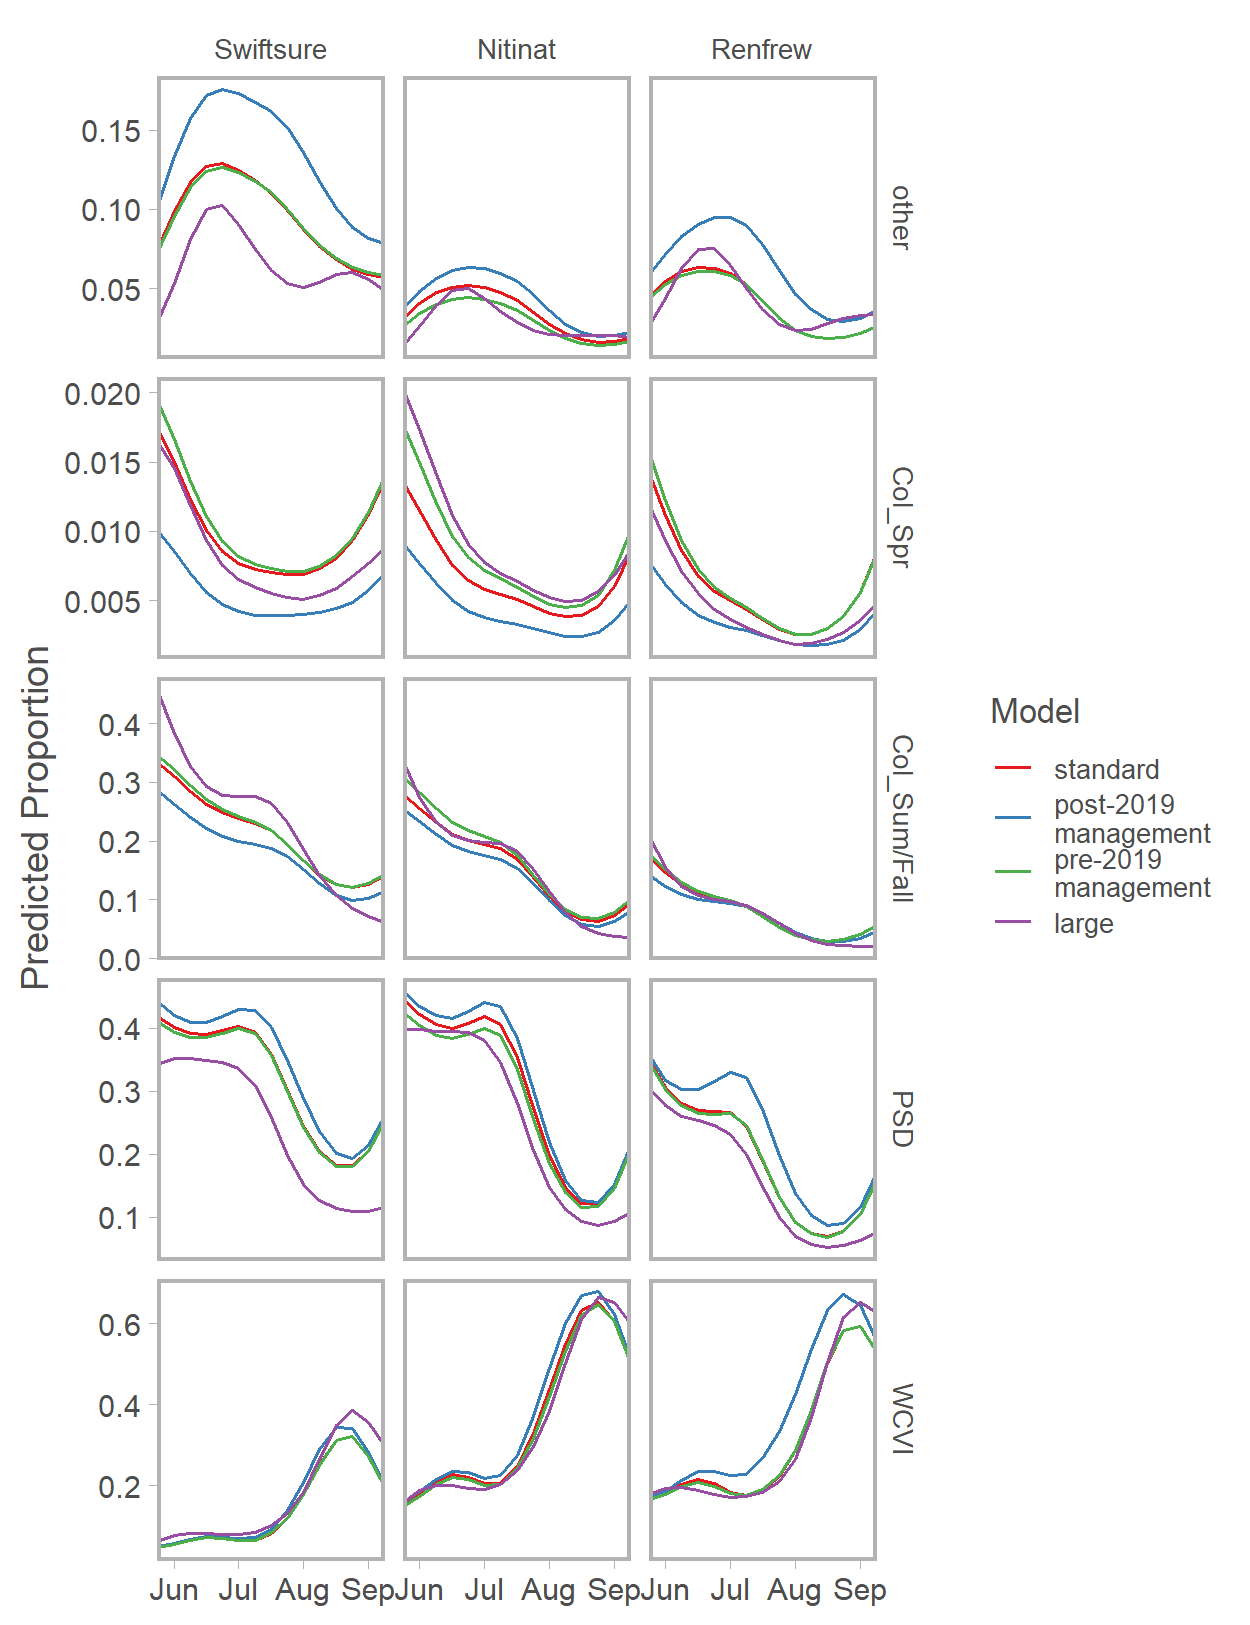 Swiftsure Nitinat Renfrew
0.15
0.10
0.05
other
0.020
0.015
0.010
0.005
Col_Spr
0.4
0.3
0.2
0.1
0.0
Col_Sum/Fall
0.4
0.3
0.2
0.1
PSD
0.6
0.4
0.2
WCVI
Jun Jul Aug Sep Jun Jul Aug Sep Jun Jul Aug Sep
Predicted Proportion
Model
standard
post-2019
management
pre-2019
management
large